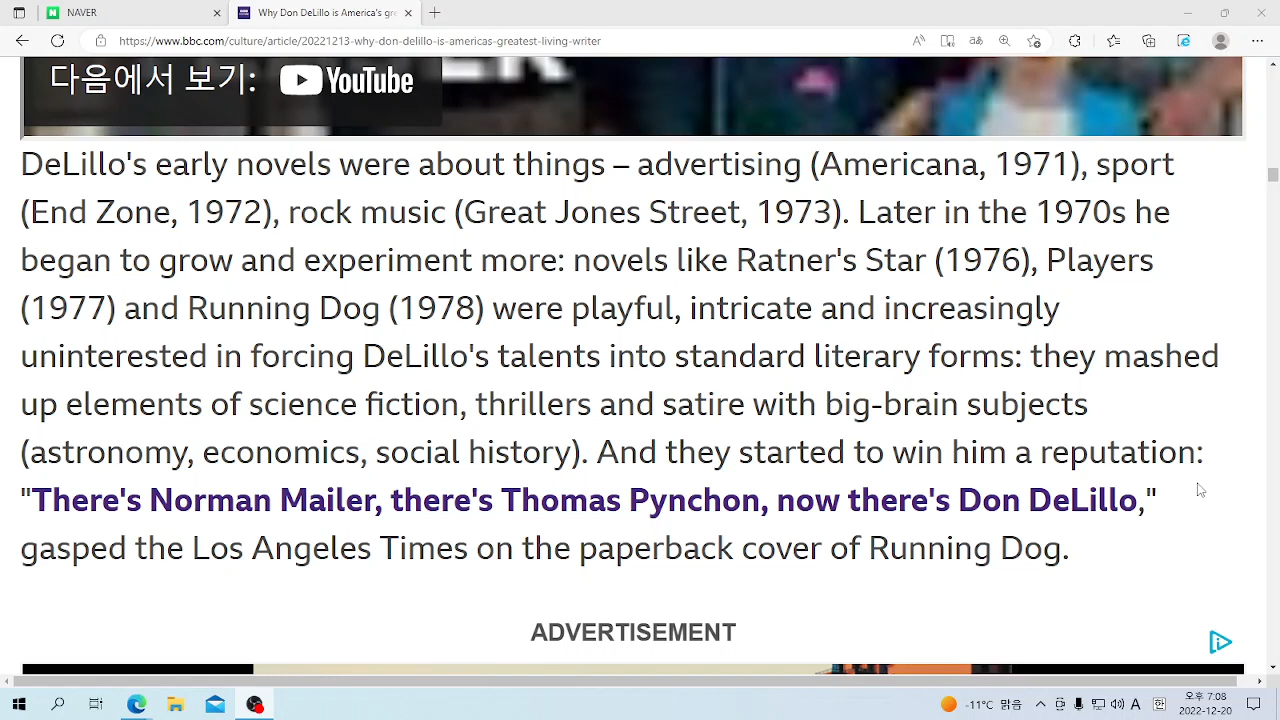 NAVER
Why Don DeLillo is America's gre
https://www.bbc.com/culture/article/20221213-why-don-delillo-is-americas-greatest-living-writer
다음에서 보기: YouTube
DeLillo's early novels were about things – advertising (Americana, 1971), sport
(End Zone, 1972), rock music (Great Jones Street, 1973). Later in the 1970s he
began to grow and experiment more: novels like Ratner's Star (1976), Players
(1977) and Running Dog (1978) were playful, intricate and increasingly
uninterested in forcing DeLillo's talents into standard literary forms: they mashed
up elements of science fiction, thrillers and satire with big-brain subjects
(astronomy, economics, social history). And they started to win him a reputation:
"There's Norman Mailer, there's Thomas Pynchon, now there's Don DeLillo,"
gasped the Los Angeles Times on the paperback cover of Running Dog.
ADVERTISEMENT
-11°C 맑음
A
한
오후 7:08
2022-12-20